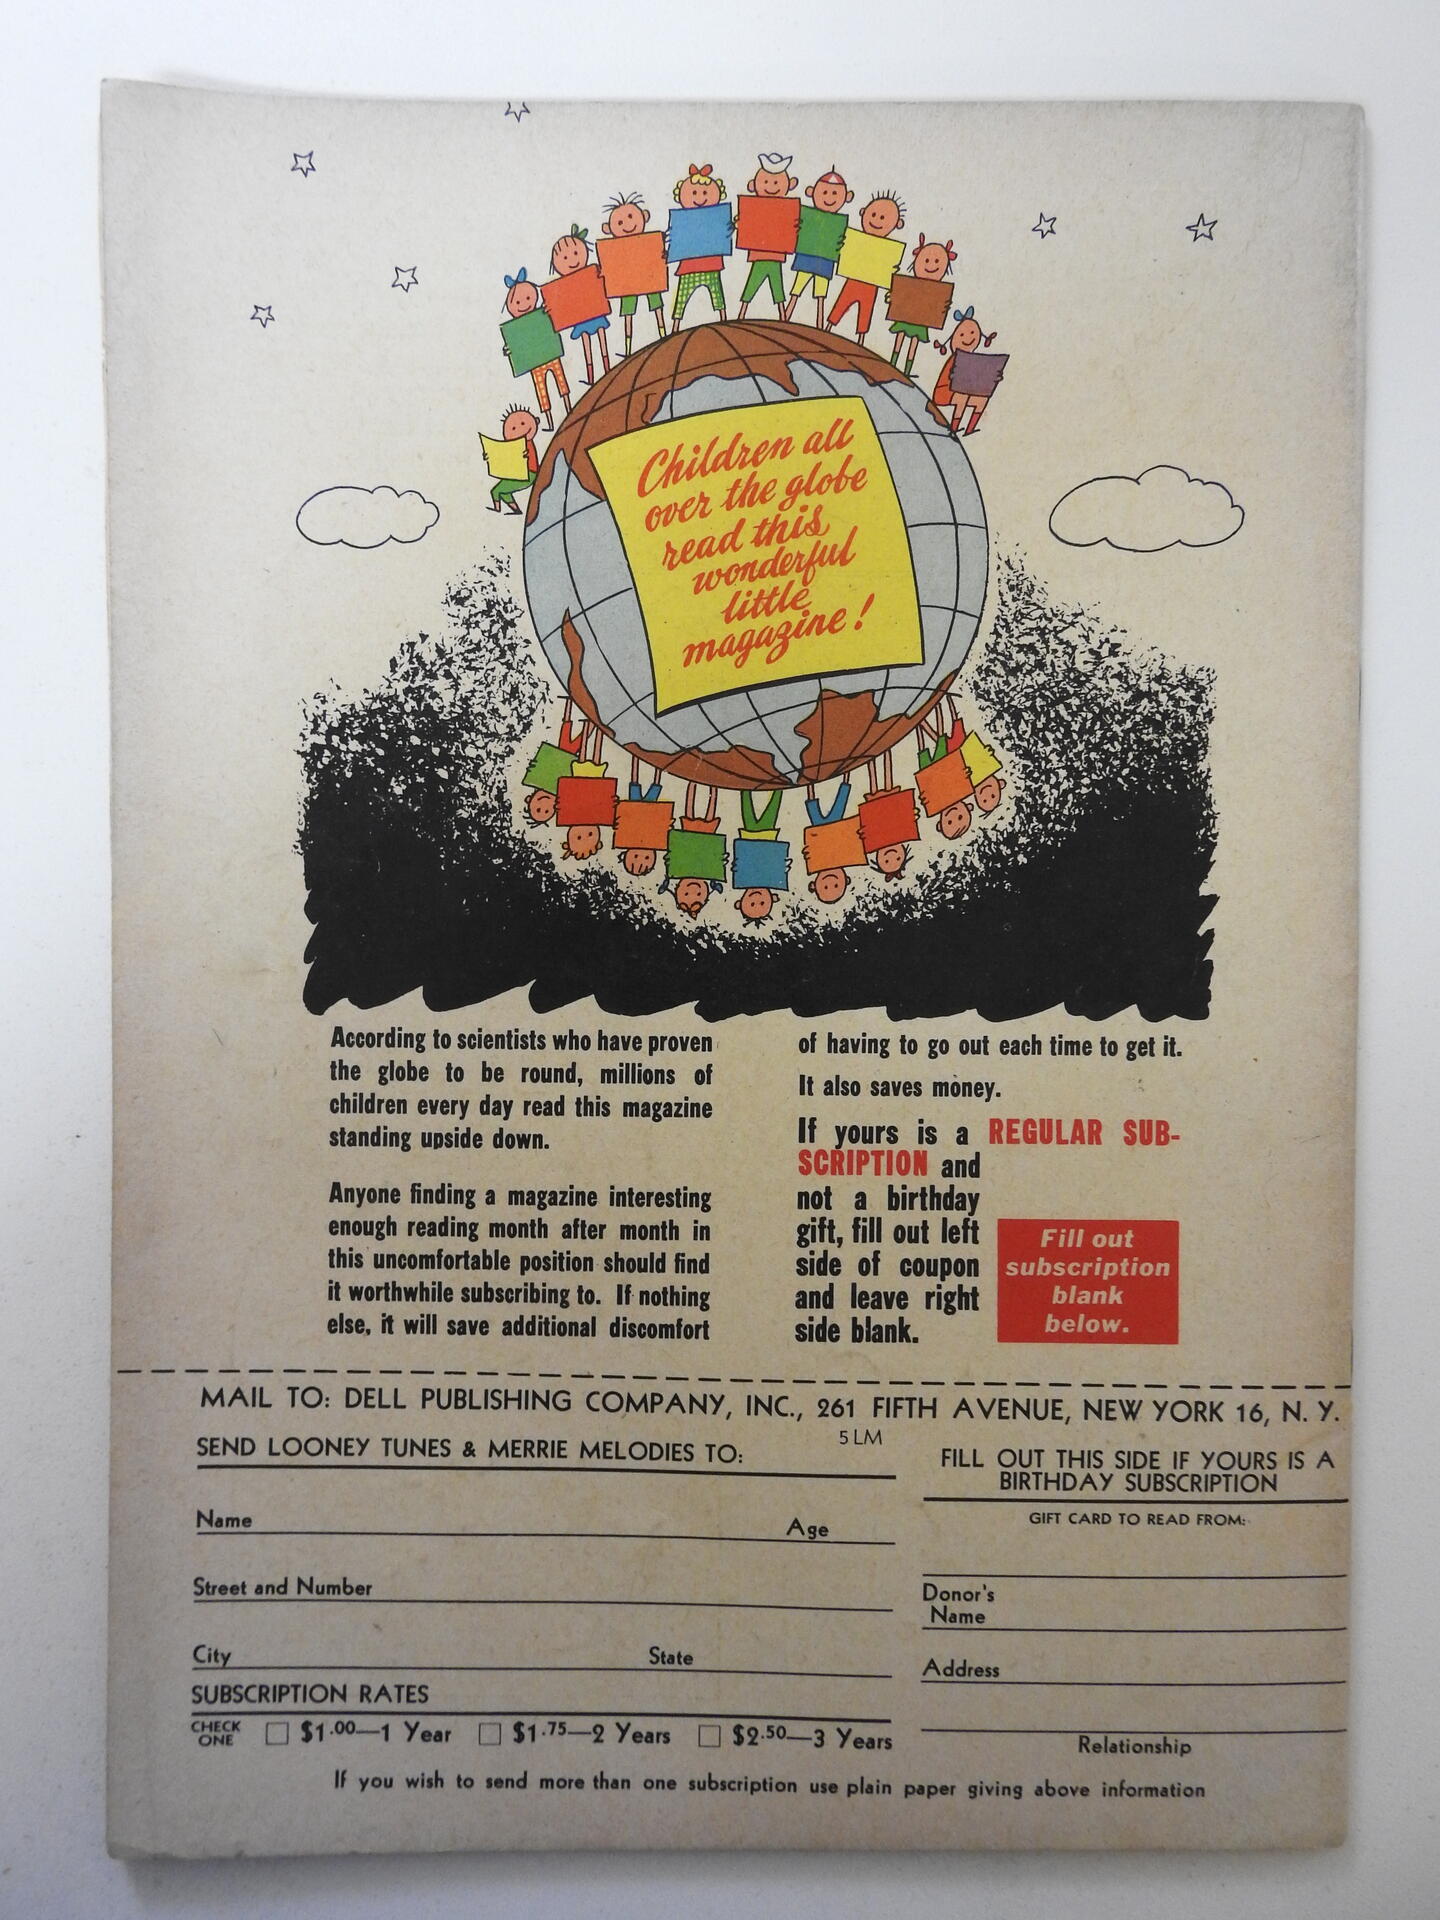 Children all
over the globe
read this
wonderful
little
magazine!
According to scientists who have proven
the globe to be round, millions of
children every day read this magazine
standing upside down.
Anyone finding a magazine interesting
enough reading month after month in
this uncomfortable position should find
it worthwhile subscribing to. If nothing
else, it will save additional discomfort
of having to go out each time to get it.
It also saves money.
If yours is a REGULAR SUB-
SCRIPTION and
not a birthday
gift, fill out left
side of coupon
and leave right
side blank.
Fill out
subscription
blank
below.
MAIL TO: DELL PUBLISHING COMPANY, INC., 261 FIFTH AVENUE, NEW YORK 16, N. Y.
5 LM
SEND LOONEY TUNES & MERRIE MELODIES TO:
Name Age
Street and Number
City State
SUBSCRIPTION RATES
CHECK
ONE
$1.00—1 Year $1.75—2 Years $2.50—3 Years
FILL OUT THIS SIDE IF YOURS IS A
BIRTHDAY SUBSCRIPTION
GIFT CARD TO READ FROM:
Donor's
Name
Address
Relationship
If you wish to send more than one subscription use plain paper giving above information